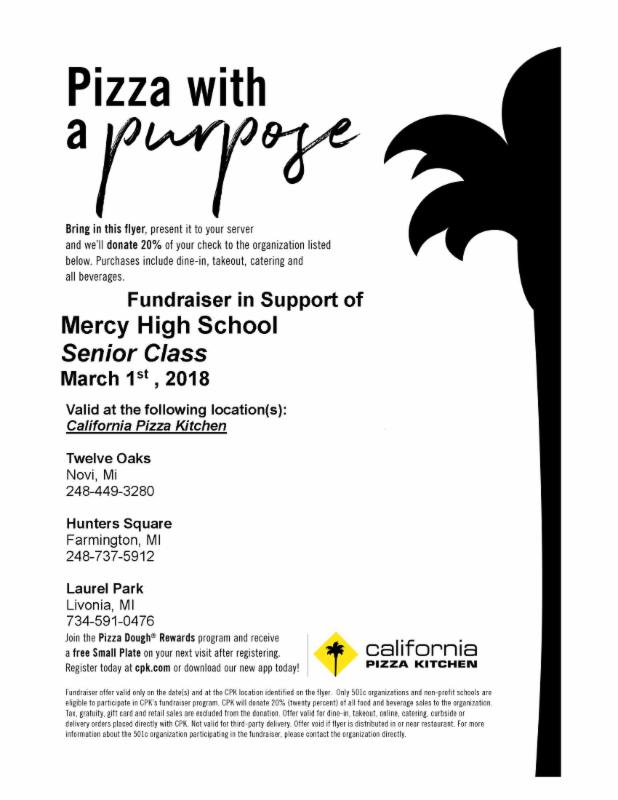 Pizza with
a purpose
Bring in this flyer, present it to your server
and we'll donate 20% of your check to the organization listed
below. Purchases include dine-in, takeout, catering and
all beverages.
Fundraiser in Support of
Mercy High School
Senior Class
March 1st , 2018
Valid at the following location(s):
California Pizza Kitchen
Twelve Oaks
Novi, Mi
248-449-3280
Hunters Square
Farmington, MI
248-737-5912
Laurel Park
Livonia, MI
734-591-0476
Join the Pizza Dough® Rewards program and receive
a free Small Plate on your next visit after registering.
Register today at cpk.com or download our new app today!
california
PIZZA KITCHEN
Fundraiser offer valid only on the date(s) and at the CPK location identified on the flyer. Only 501c organizations and non-profit schools are
eligible to participate in CPK's fundraiser program. CPK will donate 20% (twenty percent) of all food and beverage sales to the organization.
Tax, gratuity, gift card and retail sales are excluded from the donation. Offer valid for dine-in, takeout, online, catering, curbside or
delivery orders placed directly with CPK. Not valid for third-party delivery. Offer void if flyer is distributed in or near restaurant. For more
information about the 501c organization participating in the fundraiser, please contact the organization directly.